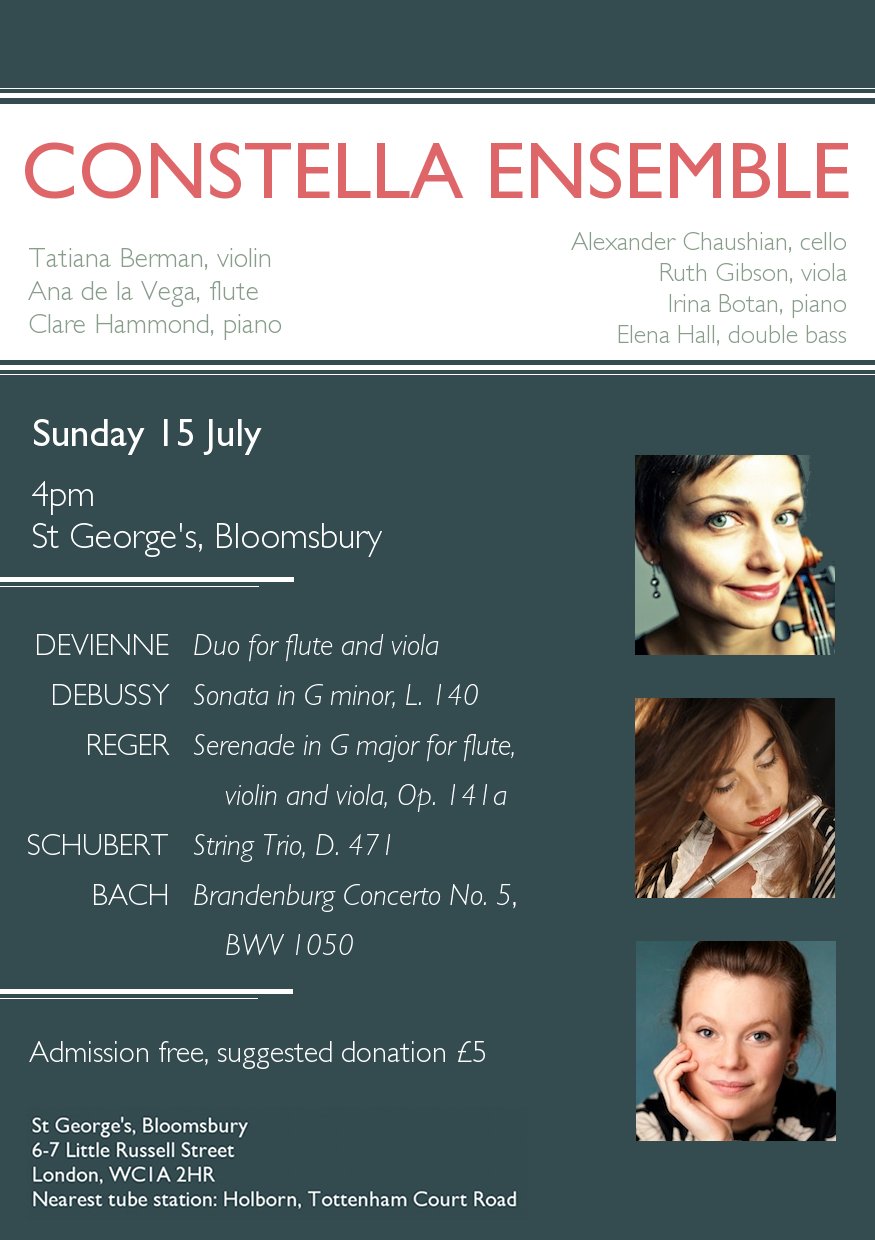 CONSTELLA ENSEMBLE
Tatiana Berman, violin
Ana de la Vega, flute
Clare Hammond, piano
Alexander Chaushian, cello
Ruth Gibson, viola
Irina Botan, piano
Elena Hall, double bass
Sunday 15 July
4pm
St George's, Bloomsbury
DEVIENNE Duo for flute and viola
DEBUSSY Sonata in G minor, L. 140
REGER Serenade in G major for flute,
violin and viola, Op. 141a
SCHUBERT String Trio, D. 471
BACH Brandenburg Concerto No. 5,
BWV 1050
Admission free, suggested donation £5
St George's, Bloomsbury
6-7 Little Russell Street
London, WC1A 2HR
Nearest tube station: Holborn, Tottenham Court Road